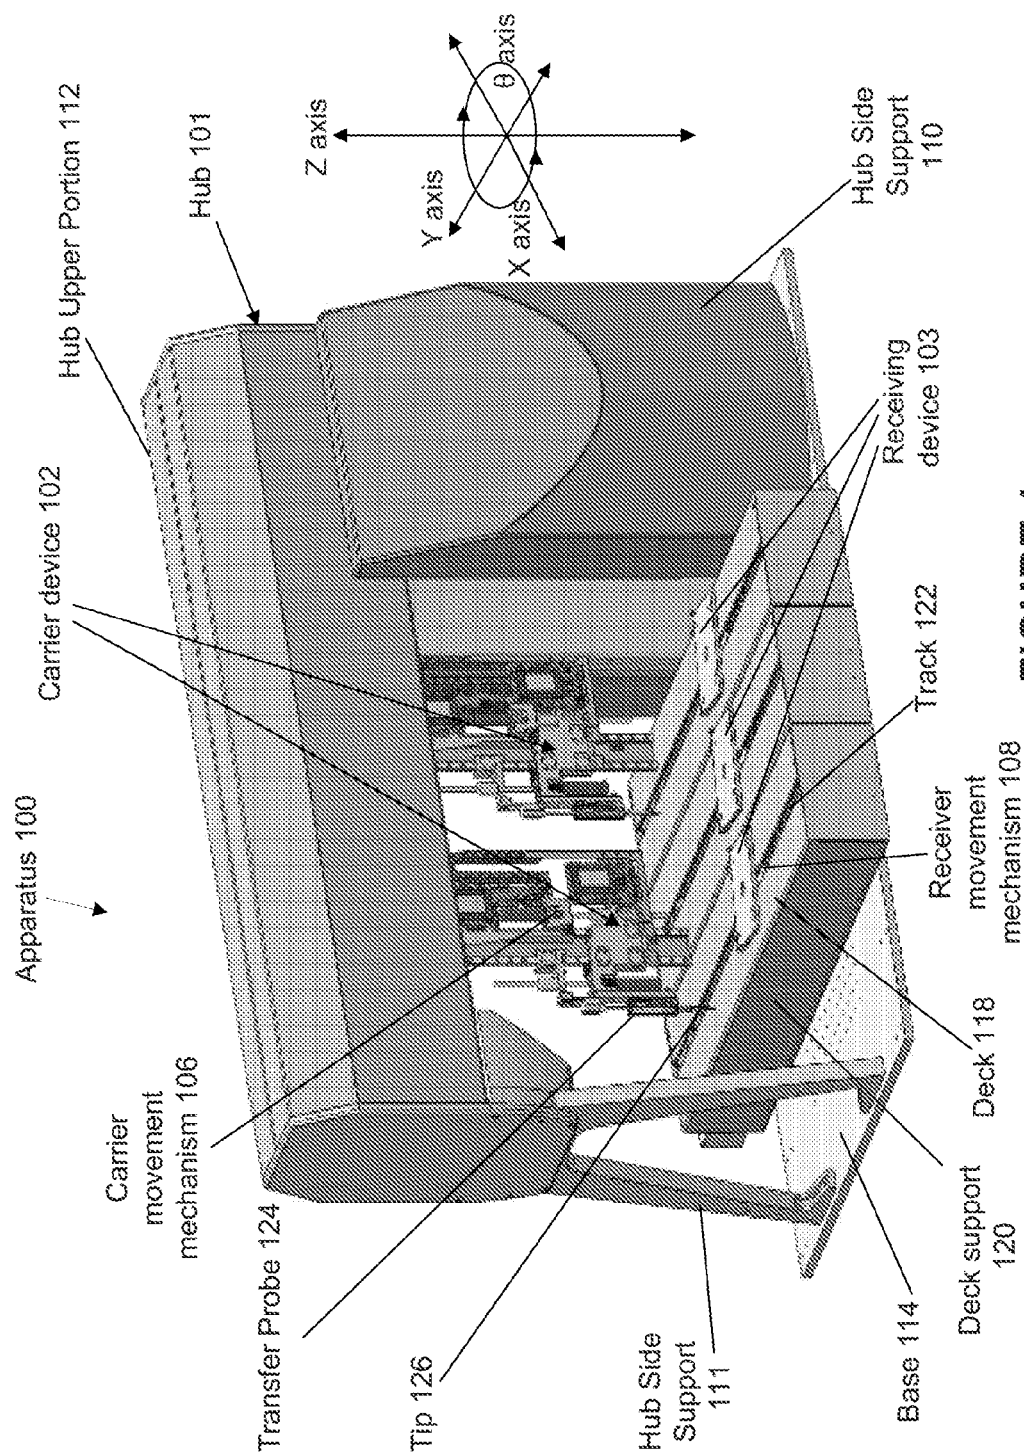 Apparatus 100
Carrier device 102
Hub Upper Portion 112
Hub 101
Z axis
Y axis
θ axis
X axis
Carrier
movement
mechanism 106
Transfer Probe 124
Tip 126
Hub Side
Support
111
Base 114
Deck support
120
Deck 118
Receiver
movement
mechanism 108
Track 122
Receiving
device 103
Hub Side
Support
110